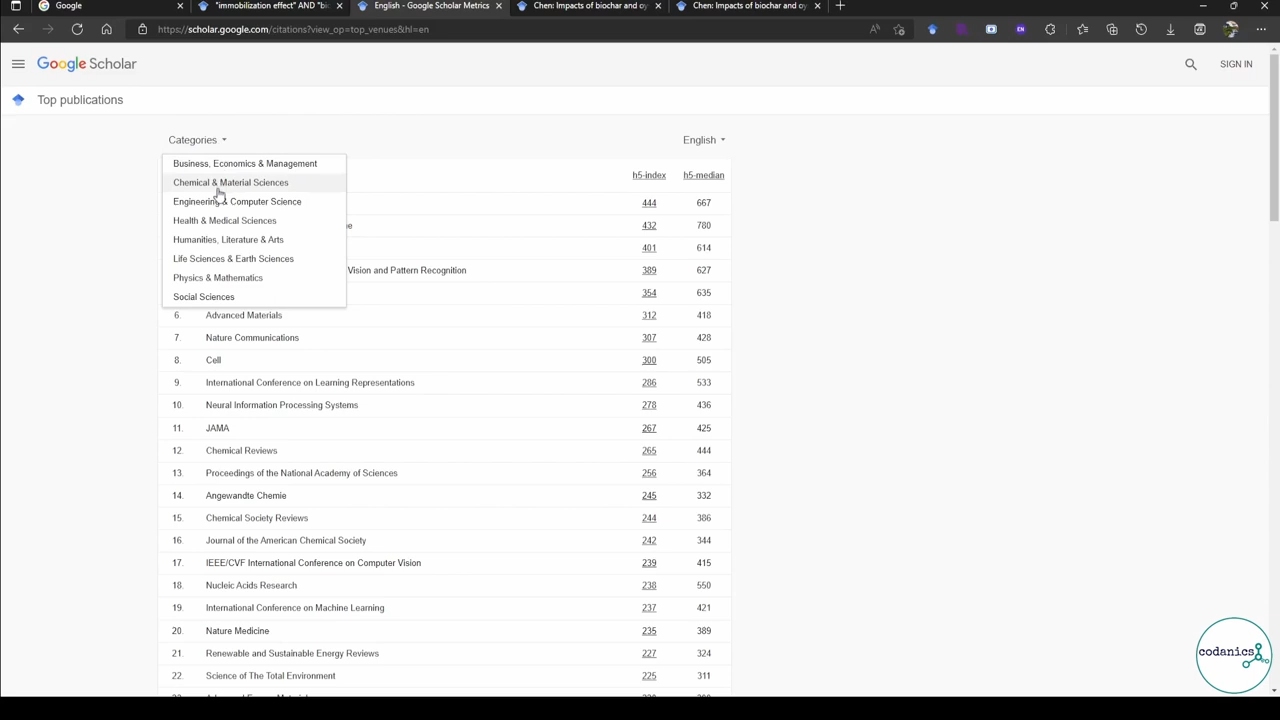 Google
"immobilization effect" AND "bio
English - Google Scholar Metrics
Chen: Impacts of biochar and oy
Chen: Impacts of biochar and oy
https://scholar.google.com/citations?view_op=top_venues&hl=en
Google Scholar
SIGN IN
Top publications
Categories
English
Business, Economics & Management
Chemical & Material Sciences
Engineering & Computer Science
Health & Medical Sciences
Humanities, Literature & Arts
Life Sciences & Earth Sciences
Physics & Mathematics
Social Sciences
h5-index h5-median
444 667
ce 432 780
401 614
Vision and Pattern Recognition 389 627
354 635
6. Advanced Materials 312 418
7. Nature Communications 307 428
8. Cell 300 505
9. International Conference on Learning Representations 286 533
10. Neural Information Processing Systems 278 436
11. JAMA 267 425
12. Chemical Reviews 265 444
13. Proceedings of the National Academy of Sciences 256 364
14. Angewandte Chemie 245 332
15. Chemical Society Reviews 244 386
16. Journal of the American Chemical Society 242 344
17. IEEE/CVF International Conference on Computer Vision 239 415
18. Nucleic Acids Research 238 550
19. International Conference on Machine Learning 237 421
20. Nature Medicine 235 389
21. Renewable and Sustainable Energy Reviews 227 324
22. Science of The Total Environment 225 311
codanics